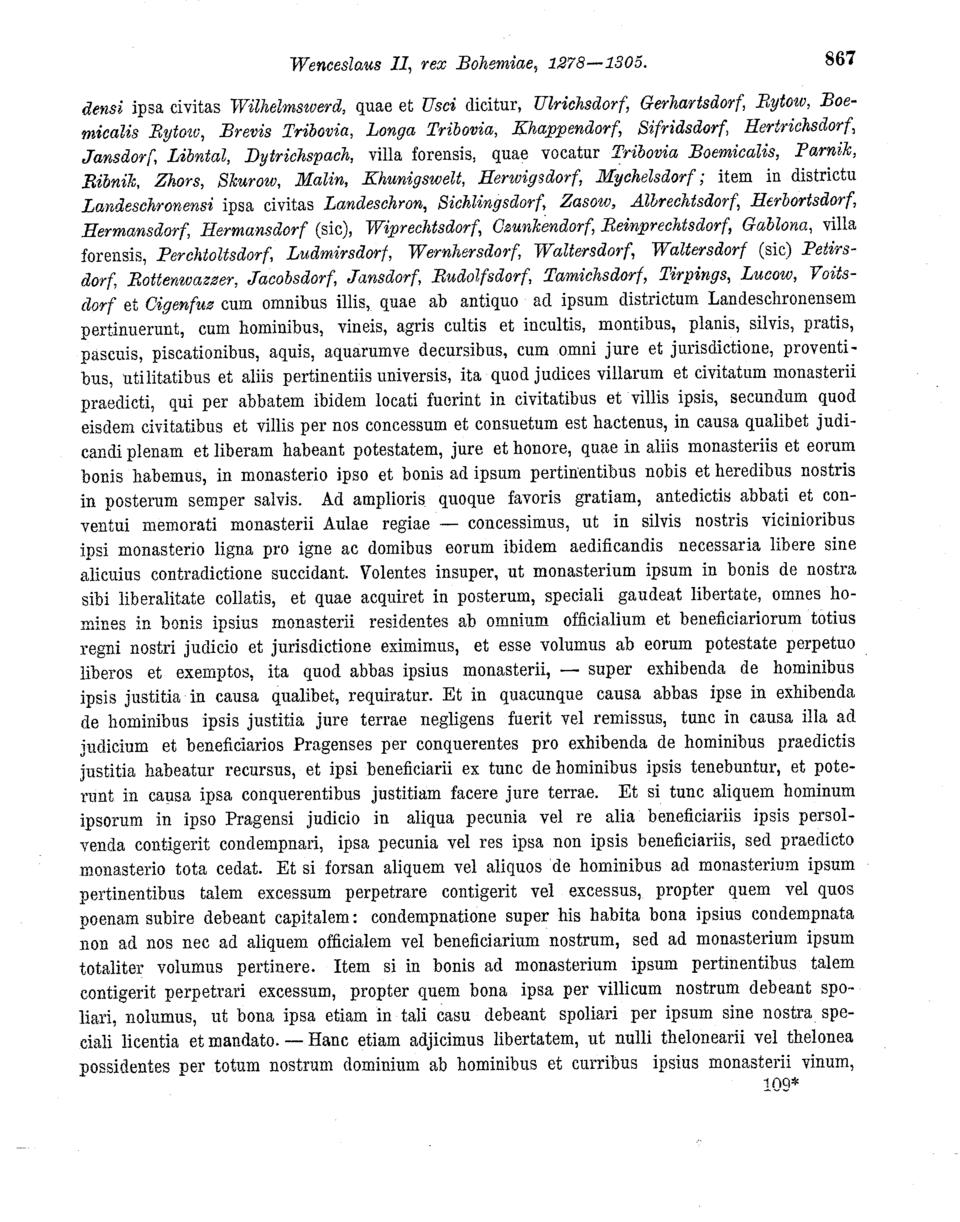 Wenceslaus II, rex Bohemiae, 1278—1305.
867
densi ipsa civitas Wilhelmswerd, quae et Usci dicitur, Ulrichsdorf, Gerhartsdorf, Rytow, Boe-
micalis Rytow, Brevis Tribovia, Longa Tribovia, Khappendorf, Sifridsdorf, Hertrichsdorf,
Jansdorf, Libntal, Dytrichspach, villa forensis, quae vocatur Tribovia Boemicalis, Parnik,
Ribnik, Zhors, Skurow, Malin, Khunigswelt, Herwigsdorf, Mychelsdorf; item in districtu
Landeschronensi ipsa civitas Landeschron, Sichlingsdorf, Zasow, Albrechtsdorf, Herbortsdorf,
Hermansdorf, Hermansdorf (sic), Wiprechtsdorf, Czunkendorf, Reinprechtsdorf, Gablona, villa
forensis, Perchtoltsdorf, Ludmirsdorf, Wernhersdorf, Waltersdorf, Waltersdorf (sic) Petirs-
dorf, Rottenwazzer, Jacobsdorf, Jansdorf, Rudolfsdorf, Tamichsdorf, Tirpings, Lucow, Voits-
dorf et Cigenfuz cum omnibus illis, quae ab antiquo ad ipsum districtum Landeschronensem
pertinuerunt, cum hominibus, vineis, agris cultis et incultis, montibus, planis, silvis, pratis,
pascuis, piscationibus, aquis, aquarumve decursibus, cum omni jure et jurisdictione, proventi-
bus, utilitatibus et aliis pertinentiis universis, ita quod judices villarum et civitatum monasterii
praedicti, qui per abbatem ibidem locati fuerint in civitatibus et villis ipsis, secundum quod
eisdem civitatibus et villis per nos concessum et consuetum est hactenus, in causa qualibet judi-
candi plenam et liberam habeant potestatem, jure et honore, quae in aliis monasteriis et eorum
bonis habemus, in monasterio ipso et bonis ad ipsum pertinentibus nobis et heredibus nostris
in posterum semper salvis. Ad amplioris quoque favoris gratiam, antedictis abbati et con-
ventui memorati monasterii Aulae regiae — concessimus, ut in silvis nostris vicinioribus
ipsi monasterio ligna pro igne ac domibus eorum ibidem aedificandis necessaria libere sine
alicuius contradictione succidant. Volentes insuper, ut monasterium ipsum in bonis de nostra
sibi liberalitate collatis, et quae acquiret in posterum, speciali gaudeat libertate, omnes ho-
mines in bonis ipsius monasterii residentes ab omnium officialium et beneficiariorum totius
regni nostri judicio et jurisdictione eximimus, et esse volumus ab eorum potestate perpetuo
liberos et exemptos, ita quod abbas ipsius monasterii, — super exhibenda de hominibus
ipsis justitia in causa qualibet, requiratur. Et in quacunque causa abbas ipse in exhibenda
de hominibus ipsis justitia jure terrae negligens fuerit vel remissus, tunc in causa illa ad
judicium et beneficiarios Pragenses per conquerentes pro exhibenda de hominibus praedictis
justitia habeatur recursus, et ipsi beneficiarii ex tunc de hominibus ipsis tenebuntur, et pote-
runt in causa ipsa conquerentibus justitiam facere jure terrae. Et si tunc aliquem hominum
ipsorum in ipso Pragensi judicio in aliqua pecunia vel re alia beneficiariis ipsis persol-
venda contigerit condempnari, ipsa pecunia vel res ipsa non ipsis beneficiariis, sed praedicto
monasterio tota cedat. Et si forsan aliquem vel aliquos de hominibus ad monasterium ipsum
pertinentibus talem excessum perpetrare contigerit vel excessus, propter quem vel quos
poenam subire debeant capitalem: condempnatione super his habita bona ipsius condempnata
non ad nos nec ad aliquem officialem vel beneficiarium nostrum, sed ad monasterium ipsum
totaliter volumus pertinere. Item si in bonis ad monasterium ipsum pertinentibus talem
contigerit perpetrari excessum, propter quem bona ipsa per villicum nostrum debeant spo-
liari, nolumus, ut bona ipsa etiam in tali casu debeant spoliari per ipsum sine nostra spe-
ciali licentia et mandato. — Hanc etiam adjicimus libertatem, ut nulli thelonearii vel thelonea
possidentes per totum nostrum dominium ab hominibus et curribus ipsius monasterii vinum,
109*